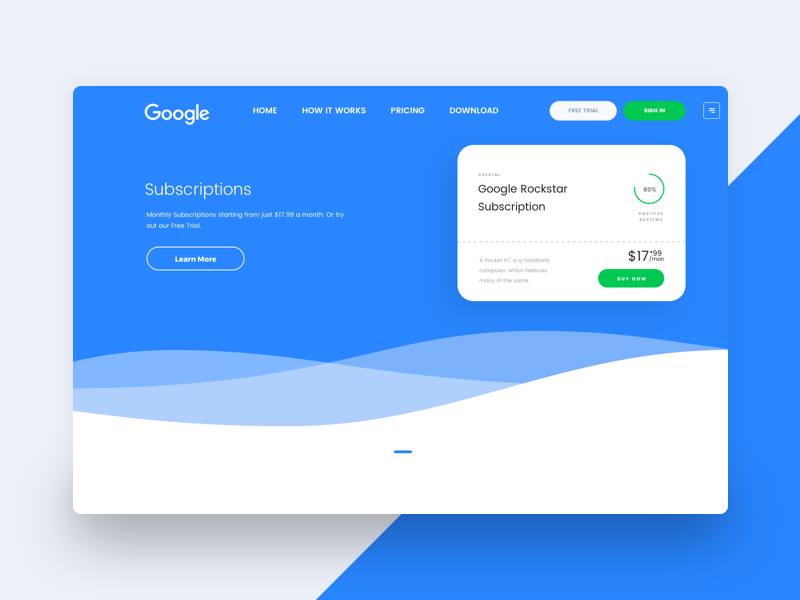 Google
HOME
HOW IT WORKS
PRICING
DOWNLOAD
FREE TRIAL
SIGN IN
Subscriptions
Monthly Subscriptions starting from just $17.99 a month. Or try
out our Free Trial.
Learn More
SPECIAL
Google Rockstar
Subscription
80%
POSITIVE
REVIEWS
A Pocket PC is a handheld
computer, which features
many of the same
$17.99
/mon
BUY NOW